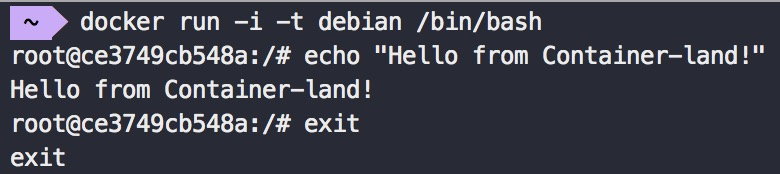 ~ docker run -i -t debian /bin/bash
root@ce3749cb548a:/# echo "Hello from Container-land!"
Hello from Container-land!
root@ce3749cb548a:/# exit
exit